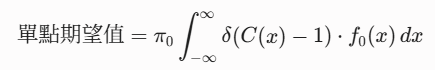 單點期望值 = π₀ ∫_{-∞}^{∞} δ(C(x) − 1) · f₀(x) dx